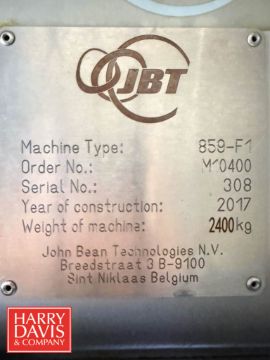 JBT
Machine Type: 859-F1
Order No.: M10400
Serial No.: 308
Year of construction: 2017
Weight of machine: 2400kg
John Bean Technologies N.V.
Breedstraat 3 B-9100
Sint Niklaas Belgium
HARRY
DAVIS
& COMPANY